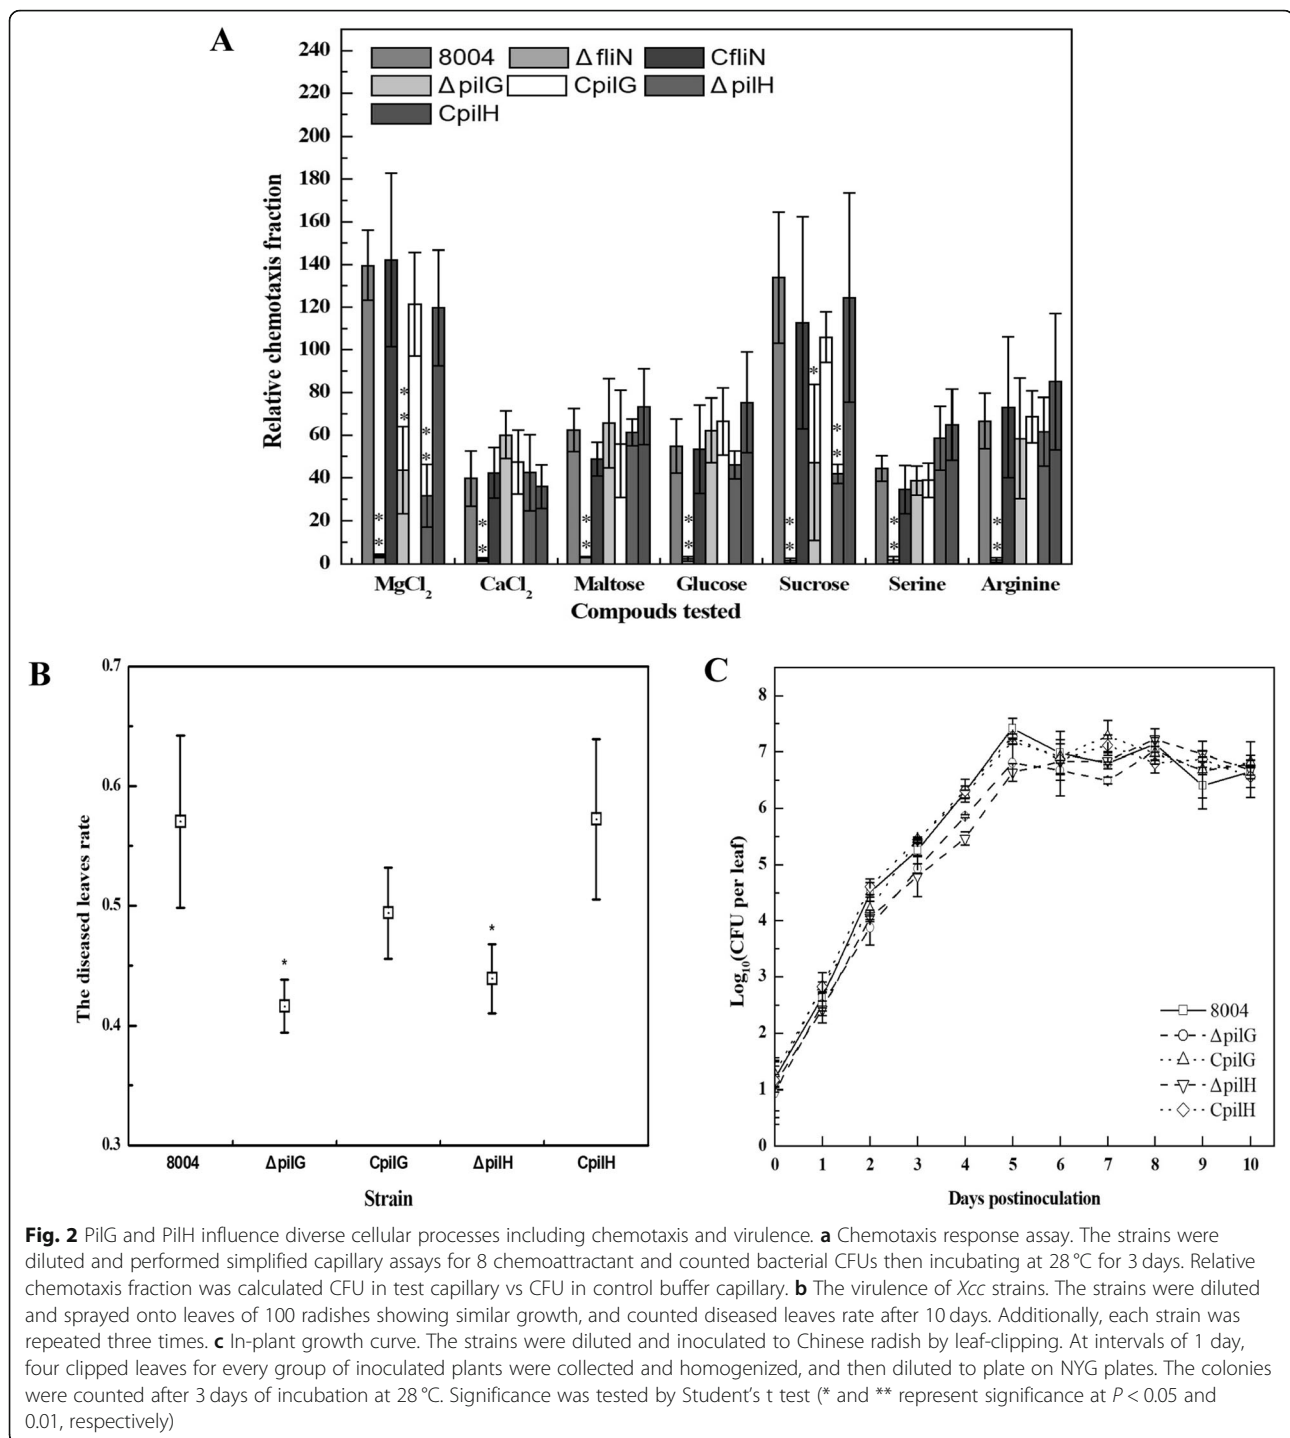 A
240
220
200
180
160
140
120
100
80
60
40
20
0
Relative chemotaxis fraction
8004 ΔfliN CfliN
ΔpilG CpilG ΔpilH
CpilH
** ** ** ** ** ** * ** ** ** **
MgCl2 CaCl2 Maltose Glucose Sucrose Serine Arginine
Compouds tested
B
0.7
0.6
0.5
0.4
0.3
The diseased leaves rate
* *
8004 ΔpilG CpilG ΔpilH CpilH
Strain
C
8
7
6
5
4
3
2
1
0
Log10(CFU per leaf)
8004
ΔpilG
CpilG
ΔpilH
CpilH
0 1 2 3 4 5 6 7 8 9 10
Days postinoculation
Fig. 2 PilG and PilH influence diverse cellular processes including chemotaxis and virulence. a Chemotaxis response assay. The strains were
diluted and performed simplified capillary assays for 8 chemoattractant and counted bacterial CFUs then incubating at 28 °C for 3 days. Relative
chemotaxis fraction was calculated CFU in test capillary vs CFU in control buffer capillary. b The virulence of Xcc strains. The strains were diluted
and sprayed onto leaves of 100 radishes showing similar growth, and counted diseased leaves rate after 10 days. Additionally, each strain was
repeated three times. c In-plant growth curve. The strains were diluted and inoculated to Chinese radish by leaf-clipping. At intervals of 1 day,
four clipped leaves for every group of inoculated plants were collected and homogenized, and then diluted to plate on NYG plates. The colonies
were counted after 3 days of incubation at 28 °C. Significance was tested by Student's t test (* and ** represent significance at P < 0.05 and
0.01, respectively)